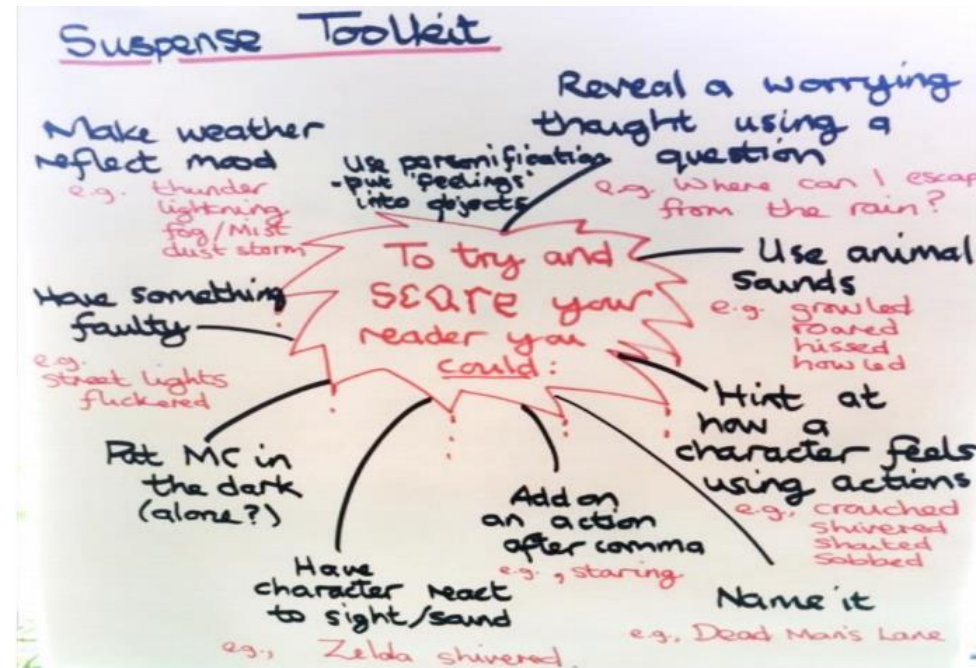 Suspense Toolkit
Make weather
reflect mood
e.g. thunder
lightning
fog/Mist
dust storm
use personification
-put 'feelings'
into objects
Reveal a worrying
thought using a
question
e.g. Where can I escape
from the rain?
To try and
scare your
reader you
could:
Use animal
sounds
e.g. growled
roared
hissed
howled
Have something
faulty
e.g.
street lights
flickered
Hint at
how a
character feels
using actions
e.g., crouched
shivered
shouted
sobbed
Put MC in
the dark
(alone?)
Add on
an action
after comma
e.g. , staring
Have
character react
to sight/sound
e.g., Zelda shivered.
Name it
e.g., Dead Man's Lane